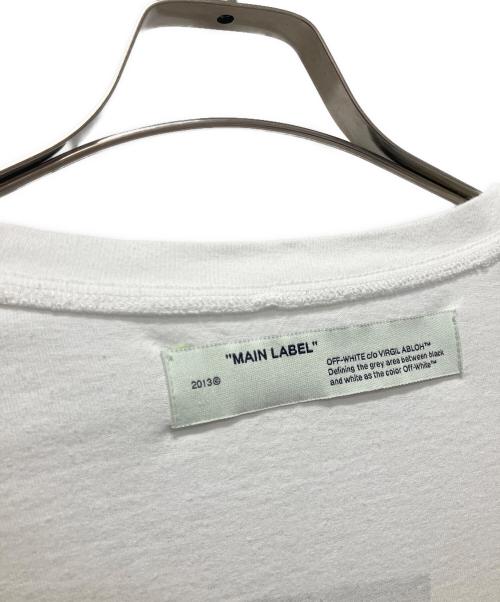 "MAIN LABEL"
2013©
OFF-WHITE c/o VIRGIL ABLOH™
Defining the grey area between black
and white as the color Off-White™